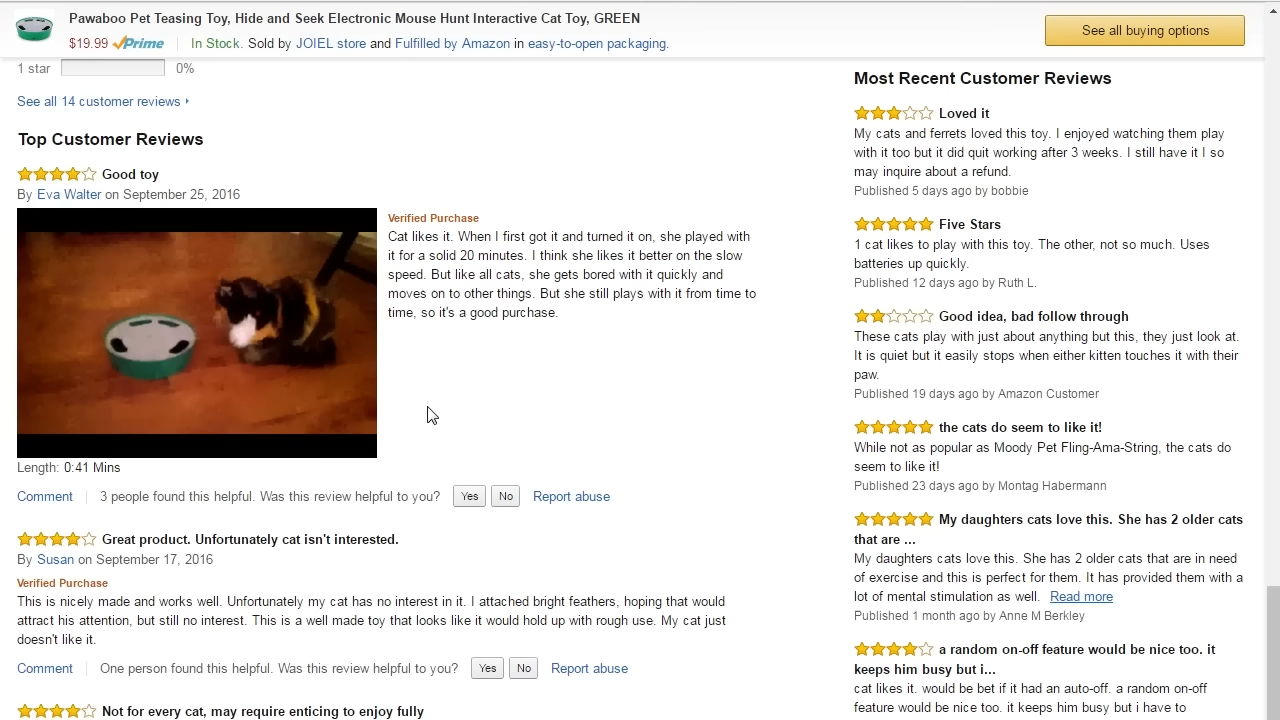 Pawaboo Pet Teasing Toy, Hide and Seek Electronic Mouse Hunt Interactive Cat Toy, GREEN
$19.99 Prime In Stock. Sold by JOIEL store and Fulfilled by Amazon in easy-to-open packaging.
See all buying options
1 star 0%
See all 14 customer reviews
Top Customer Reviews
Good toy
By Eva Walter on September 25, 2016
Verified Purchase
Cat likes it. When I first got it and turned it on, she played with
it for a solid 20 minutes. I think she likes it better on the slow
speed. But like all cats, she gets bored with it quickly and
moves on to other things. But she still plays with it from time to
time, so it's a good purchase.
Length: 0:41 Mins
Comment 3 people found this helpful. Was this review helpful to you? Yes No Report abuse
Great product. Unfortunately cat isn't interested.
By Susan on September 17, 2016
Verified Purchase
This is nicely made and works well. Unfortunately my cat has no interest in it. I attached bright feathers, hoping that would
attract his attention, but still no interest. This is a well made toy that looks like it would hold up with rough use. My cat just
doesn't like it.
Comment One person found this helpful. Was this review helpful to you? Yes No Report abuse
Not for every cat, may require enticing to enjoy fully
Most Recent Customer Reviews
Loved it
My cats and ferrets loved this toy. I enjoyed watching them play
with it too but it did quit working after 3 weeks. I still have it I so
may inquire about a refund.
Published 5 days ago by bobbie
Five Stars
1 cat likes to play with this toy. The other, not so much. Uses
batteries up quickly.
Published 12 days ago by Ruth L.
Good idea, bad follow through
These cats play with just about anything but this, they just look at.
It is quiet but it easily stops when either kitten touches it with their
paw.
Published 19 days ago by Amazon Customer
the cats do seem to like it!
While not as popular as Moody Pet Fling-Ama-String, the cats do
seem to like it!
Published 23 days ago by Montag Habermann
My daughters cats love this. She has 2 older cats
that are ...
My daughters cats love this. She has 2 older cats that are in need
of exercise and this is perfect for them. It has provided them with a
lot of mental stimulation as well. Read more
Published 1 month ago by Anne M Berkley
a random on-off feature would be nice too. it
keeps him busy but i...
cat likes it. would be bet if it had an auto-off. a random on-off
feature would be nice too. it keeps him busy but i have to